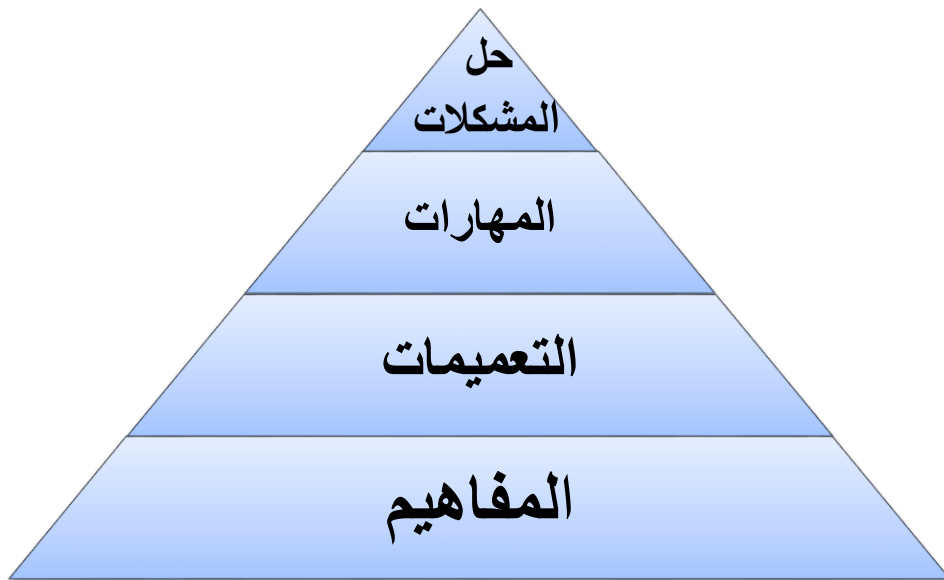 حل
المشكلات
المهارات
التعميمات
المفاهيم